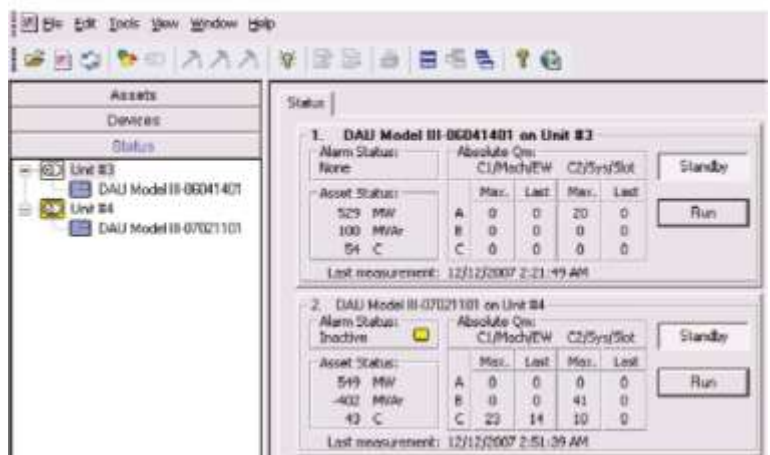 File Edit Tools View Window Help
Assets
Devices
Status
Unit #3
DAU Model III-06041401
Unit #4
DAU Model III-07021101
Status
1. DAU Model III-06041401 on Unit #3
Alarm Status:
None
Absolute Qm:
C1/Mach/EW C2/Sys/Slot
Standby
Asset Status:
Max. Last Max. Last
529 MW A 0 0 20 0
Run
100 MVAr B 0 0 0 0
54 C C 0 0 0 0
Last measurement: 12/12/2007 2:21:49 AM
2. DAU Model III-07021101 on Unit #4
Alarm Status:
Inactive
Absolute Qm:
C1/Mach/EW C2/Sys/Slot
Standby
Asset Status:
Max. Last Max. Last
549 MW A 0 0 0 0
Run
-402 MVAr B 0 0 41 0
43 C C 23 14 10 0
Last measurement: 12/12/2007 2:51:39 AM